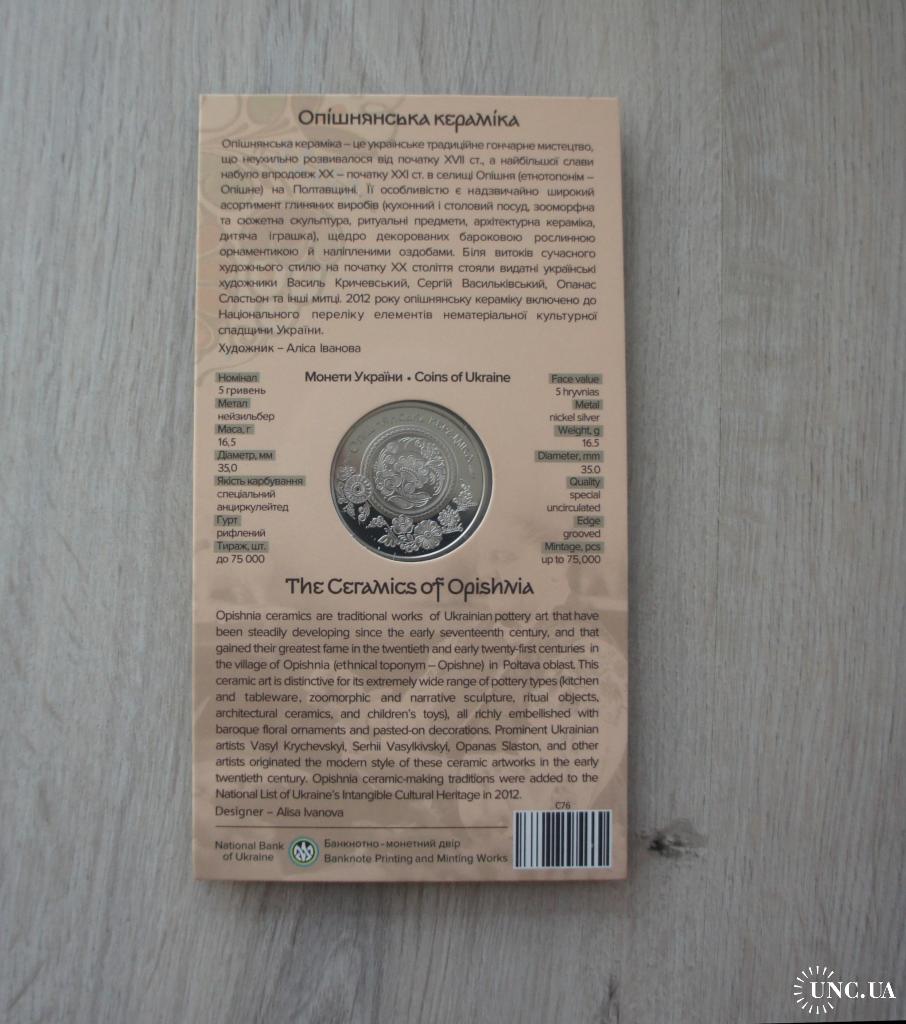 Опішнянська кераміка
Опішнянська кераміка – це українське традиційне гончарне мистецтво,
що неухильно розвивалося від початку XVII ст., а найбільшої слави
набуло впродовж XX – початку XXI ст. в селищі Опішня (етнотопонім –
Опішне) на Полтавщині. Її особливістю є надзвичайно широкий
асортимент глиняних виробів (кухонний і столовий посуд, зооморфна
та сюжетна скульптура, ритуальні предмети, архітектурна кераміка,
дитяча іграшка), щедро декорованих бароковою рослинною
орнаментикою й наліпленими оздобами. Біля витоків сучасного
художнього стилю на початку XX століття стояли видатні українські
художники Василь Кричевський, Сергій Васильківський, Опанас
Сластьон та інші митці. 2012 року опішнянську кераміку включено до
Національного переліку елементів нематеріальної культурної
спадщини України.
Художник – Аліса Іванова
Монети України • Coins of Ukraine
Номінал
5 гривень
Метал
нейзильбер
Маса, г
16,5
Діаметр, мм
35,0
Якість карбування
спеціальний
анциркулейтед
Гурт
рифлений
Тираж, шт.
до 75 000
Опішнянська кераміка
Face value
5 hryvnias
Metal
nickel silver
Weight, g
16.5
Diameter, mm
35.0
Quality
special
uncirculated
Edge
grooved
Mintage, pcs
up to 75,000
The Ceramics of Opishnia
Opishnia ceramics are traditional works of Ukrainian pottery art that have
been steadily developing since the early seventeenth century, and that
gained their greatest fame in the twentieth and early twenty-first centuries in
the village of Opishnia (ethnical toponym – Opishne) in Poltava oblast. This
ceramic art is distinctive for its extremely wide range of pottery types (kitchen
and tableware, zoomorphic and narrative sculpture, ritual objects,
architectural ceramics, and children's toys), all richly embellished with
baroque floral ornaments and pasted-on decorations. Prominent Ukrainian
artists Vasyl Krychevskyi, Serhii Vasylkivskyi, Opanas Slaston, and other
artists originated the modern style of these ceramic artworks in the early
twentieth century. Opishnia ceramic-making traditions were added to the
National List of Ukraine's Intangible Cultural Heritage in 2012.
Designer – Alisa Ivanova
C76
National Bank
of Ukraine
Банкнотно-монетний двір
Banknote Printing and Minting Works
UNC.UA